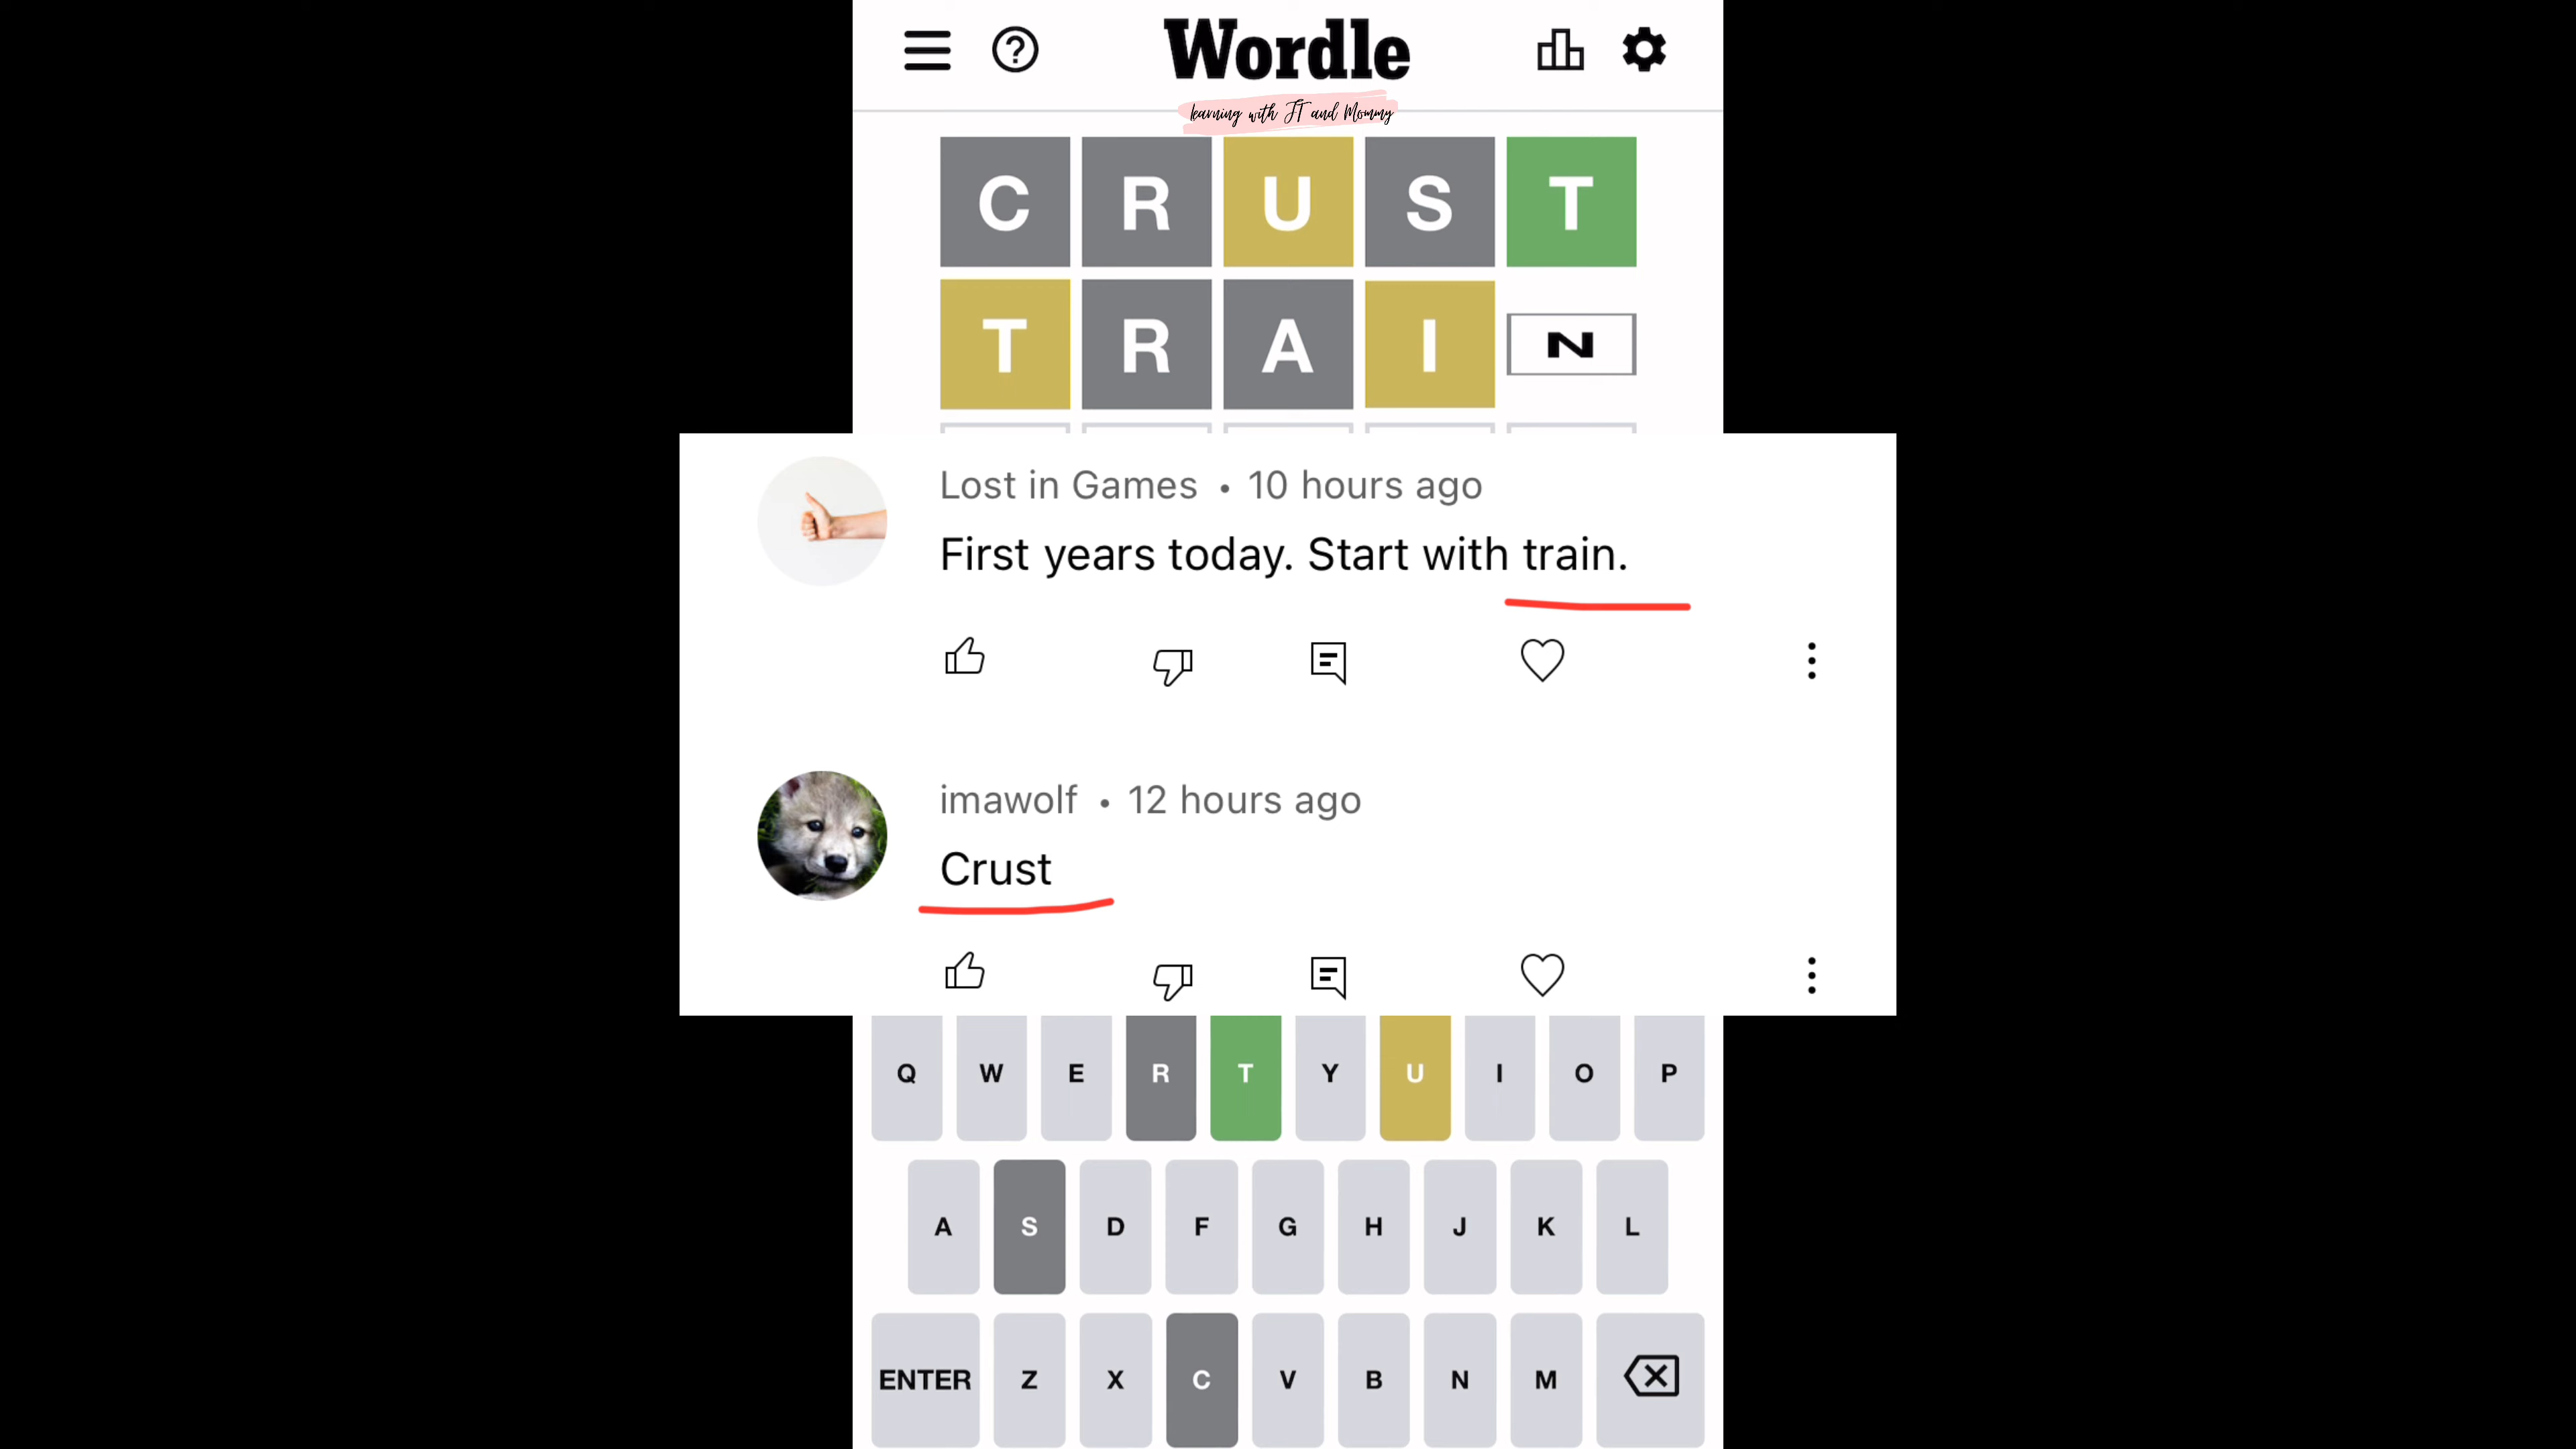 Wordle
learning with JT and Mommy
C R U S T
T R A I N
Lost in Games • 10 hours ago
First years today. Start with train.
imawolf • 12 hours ago
Crust
Q W E R T Y U I O P
A S D F G H J K L
ENTER Z X C V B N M